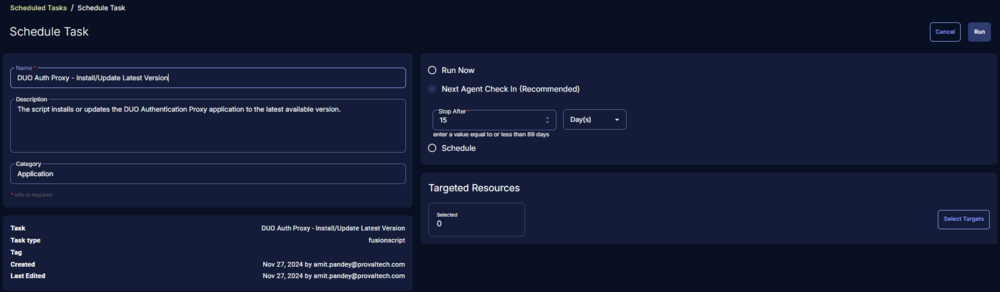 Scheduled Tasks / Schedule Task
Schedule Task
Cancel
Run
Name *
DUO Auth Proxy - Install/Update Latest Version
Description
The script installs or updates the DUO Authentication Proxy application to the latest available version.
Category
Application
* Info is required
Task DUO Auth Proxy - Install/Update Latest Version
Task type fusionscript
Tag
Created Nov 27, 2024 by amit.pandey@provaltech.com
Last Edited Nov 27, 2024 by amit.pandey@provaltech.com
Run Now
Next Agent Check In (Recommended)
Stop After *
15
Day(s)
enter a value equal to or less than 89 days
Schedule
Targeted Resources
Selected
0
Select Targets